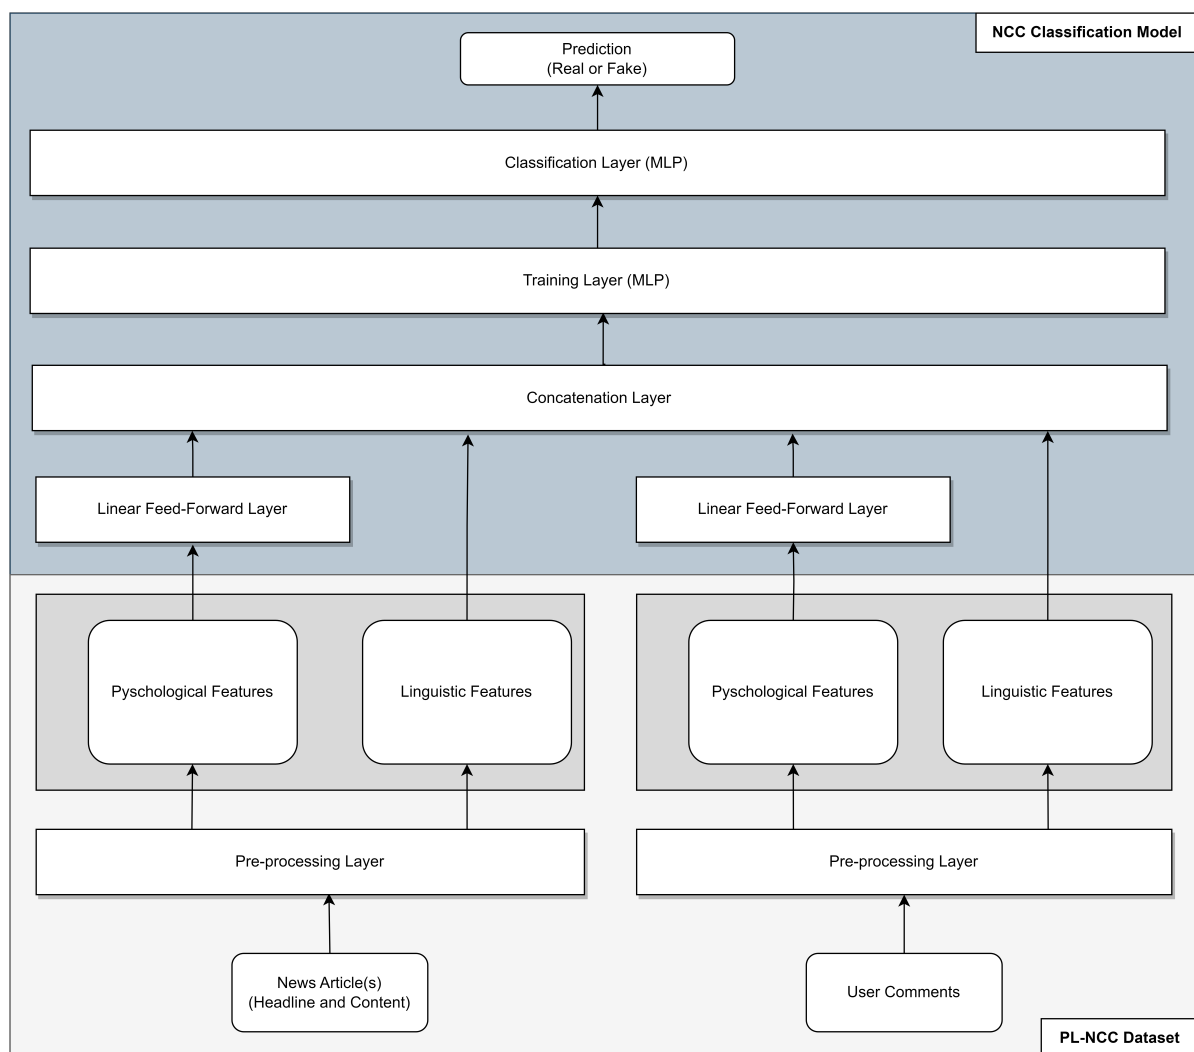 NCC Classification Model
Prediction
(Real or Fake)
Classification Layer (MLP)
Training Layer (MLP)
Concatenation Layer
Linear Feed-Forward Layer
Linear Feed-Forward Layer
Pyschological Features
Linguistic Features
Pyschological Features
Linguistic Features
Pre-processing Layer
Pre-processing Layer
News Article(s)
(Headline and Content)
User Comments
PL-NCC Dataset